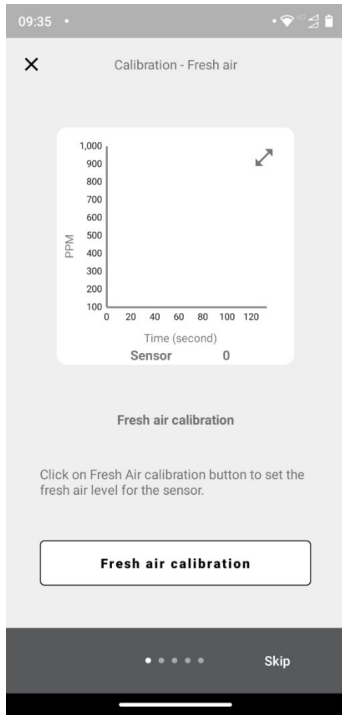 09:35
4G
Calibration - Fresh air
1,000
900
800
700
600
500
400
300
200
100
PPM
0 20 40 60 80 100 120
Time (second)
Sensor 0
Fresh air calibration
Click on Fresh Air calibration button to set the
fresh air level for the sensor.
Fresh air calibration
Skip